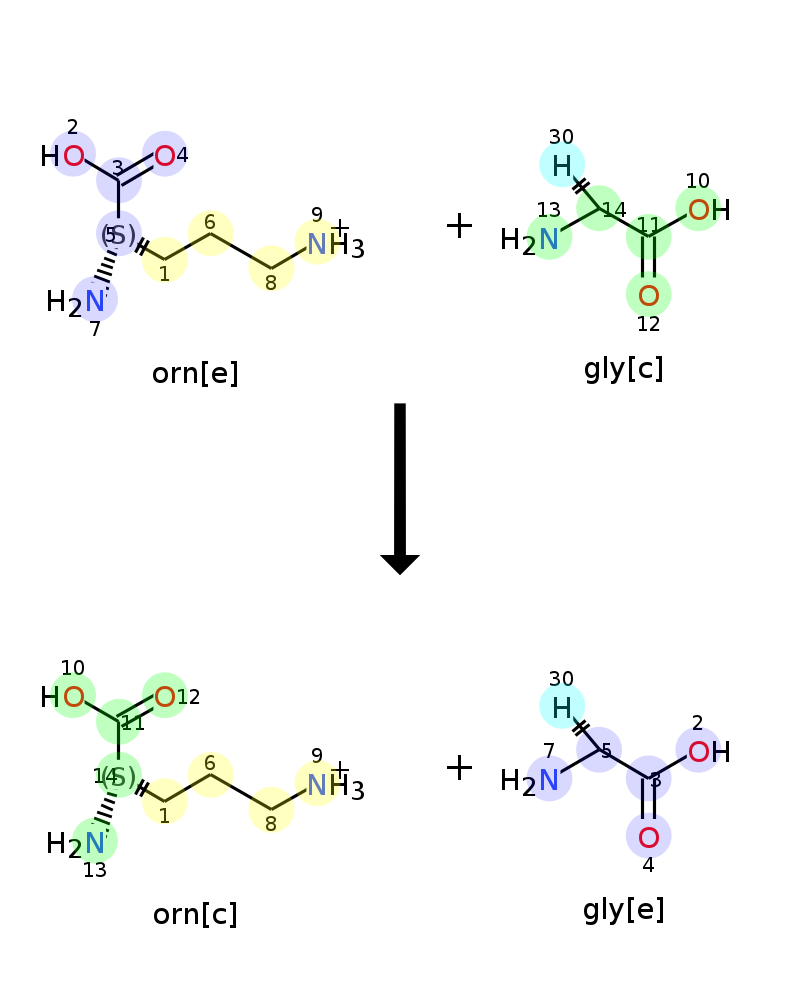 2
HO 3 O 4
5 (S) 6 9
1 8 NH3 +
H2N
7
orn[e]
+
30
H 10
13 14 11 OH
H2N
O
12
gly[c]
10
HO 11 O 12
14 (S) 6 9
1 8 NH3 +
H2N
13
orn[c]
+
30
H 2
7 5 3 OH
H2N
O
4
gly[e]